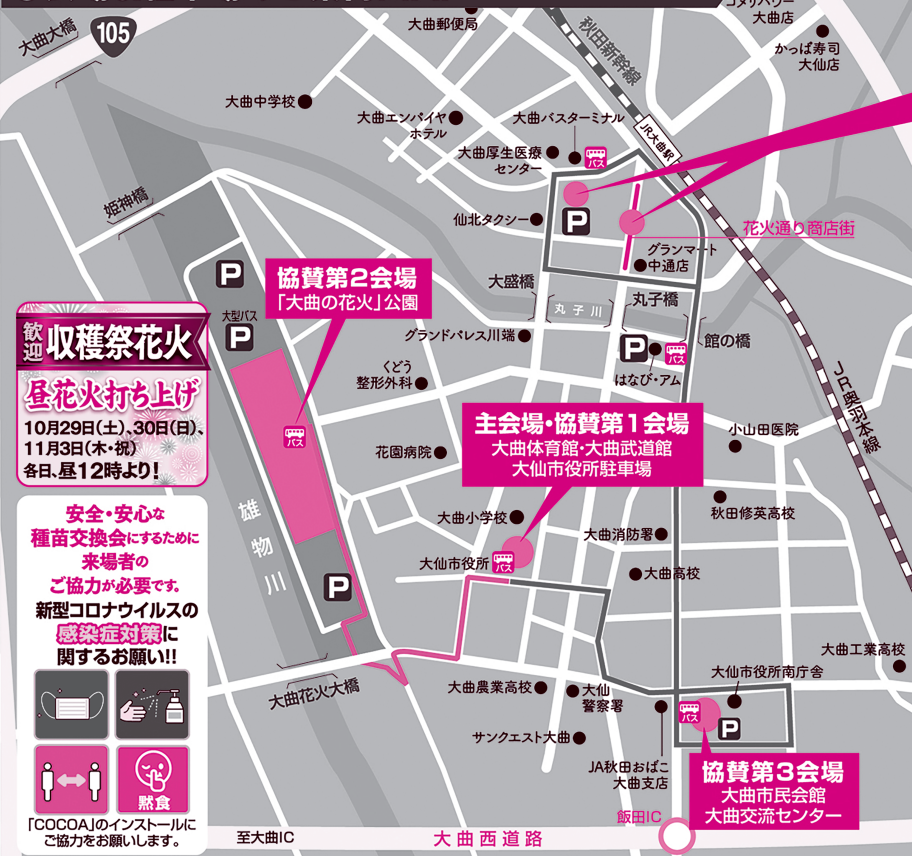 大曲大橋
105
大曲郵便局
秋田新幹線
大曲店
かっぱ寿司
大仙店
大曲中学校
大曲エンパイヤ
ホテル
大曲バスターミナル
大曲厚生医療
センター
バス
JR大曲駅
姫神橋
仙北タクシー
P
花火通り商店街
グランマート
中通店
P
協賛第2会場
「大曲の花火」公園
大盛橋
丸子川
丸子橋
大型バス
P
グランドパレス川端
P
バス
はなび・アム
館の橋
歓迎 収穫祭花火
昼花火打ち上げ
10月29日(土)、30日(日)、
11月3日(木・祝)
各日、昼12時より!
くどう
整形外科
JR奥羽本線
主会場・協賛第1会場
大曲体育館・大曲武道館
大仙市役所駐車場
小山田医院
バス
花園病院
秋田修英高校
安全・安心な
種苗交換会にするために
来場者の
ご協力が必要です。
新型コロナウイルスの
感染症対策に
関するお願い!!
雄物川
大曲小学校
大曲消防署
大仙市役所
バス
大曲高校
P
大曲工業高校
大曲花火大橋
大曲農業高校
大仙
警察署
大仙市役所南庁舎
バス
P
サンクエスト大曲
JA秋田おばこ
大曲支店
協賛第3会場
大曲市民会館
大曲交流センター
黙食
「COCOA」のインストールに
ご協力をお願いします。
飯田IC
至大曲IC
大曲西道路